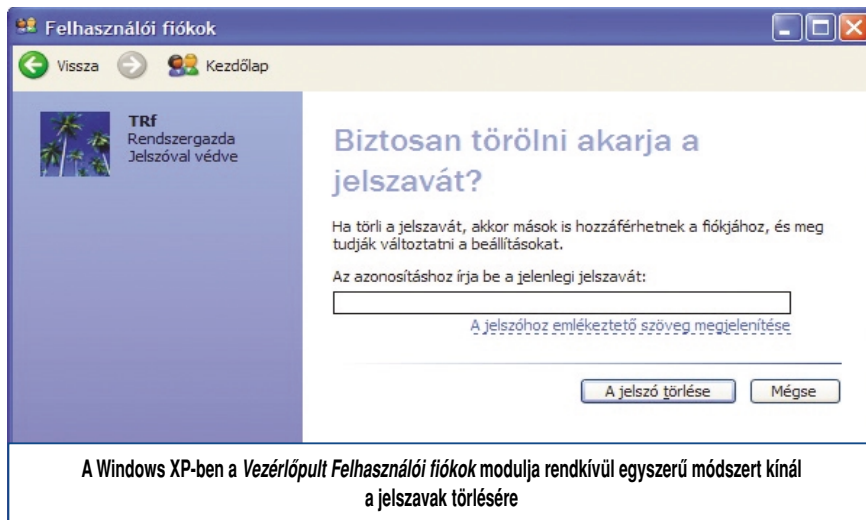 Felhasználói fiókok
Vissza
Kezdőlap
TRf
Rendszergazda
Jelszóval védve
Biztosan törölni akarja a
jelszavát?
Ha törli a jelszavát, akkor mások is hozzáférhetnek a fiókjához, és meg
tudják változtatni a beállításokat.
Az azonosításhoz írja be a jelenlegi jelszavát:
A jelszóhoz emlékeztető szöveg megjelenítése
A jelszó törlése
Mégse
A Windows XP-ben a Vezérlőpult Felhasználói fiókok modulja rendkívül egyszerű módszert kínál
a jelszavak törlésére